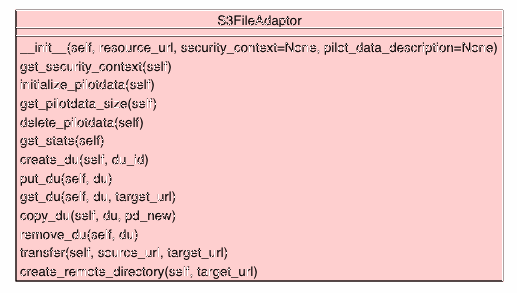 S3FileAdaptor
__init__(self, resource_url, security_context=None, pilot_data_description=None)
get_security_context(self)
initialize_pilotdata(self)
get_pilotdata_size(self)
delete_pilotdata(self)
get_state(self)
create_du(self, du_id)
put_du(self, du)
get_du(self, du, target_url)
copy_du(self, du, pd_new)
remove_du(self, du)
transfer(self, source_url, target_url)
create_remote_directory(self, target_url)